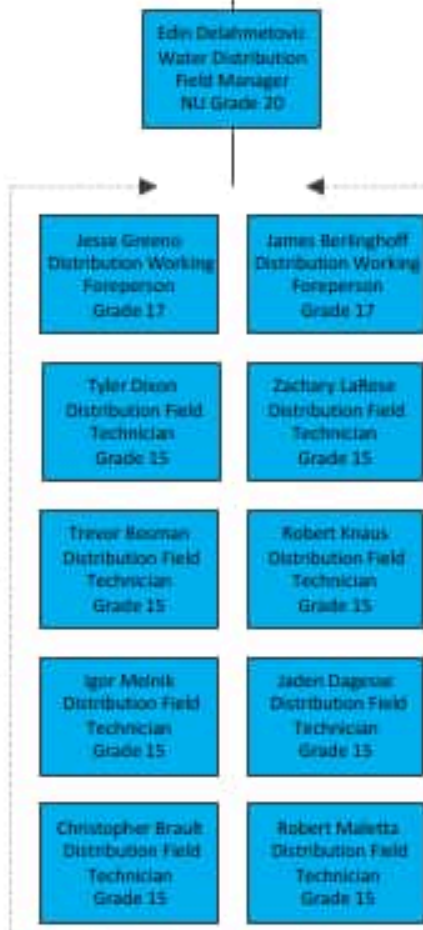 Edin Delahmetovic
Water Distribution
Field Manager
NU Grade 20
Jesse Greeno
Distribution Working
Foreperson
Grade 17
James Berlinghoff
Distribution Working
Foreperson
Grade 17
Tyler Dixon
Distribution Field
Technician
Grade 15
Zachary LaRose
Distribution Field
Technician
Grade 15
Trevor Bosman
Distribution Field
Technician
Grade 15
Robert Knaus
Distribution Field
Technician
Grade 15
Igor Melnik
Distribution Field
Technician
Grade 15
Jaden
Distribution Field
Technician
Grade 15
Christopher Brault
Distribution Field
Technician
Grade 15
Robert Maletta
Distribution Field
Technician
Grade 15